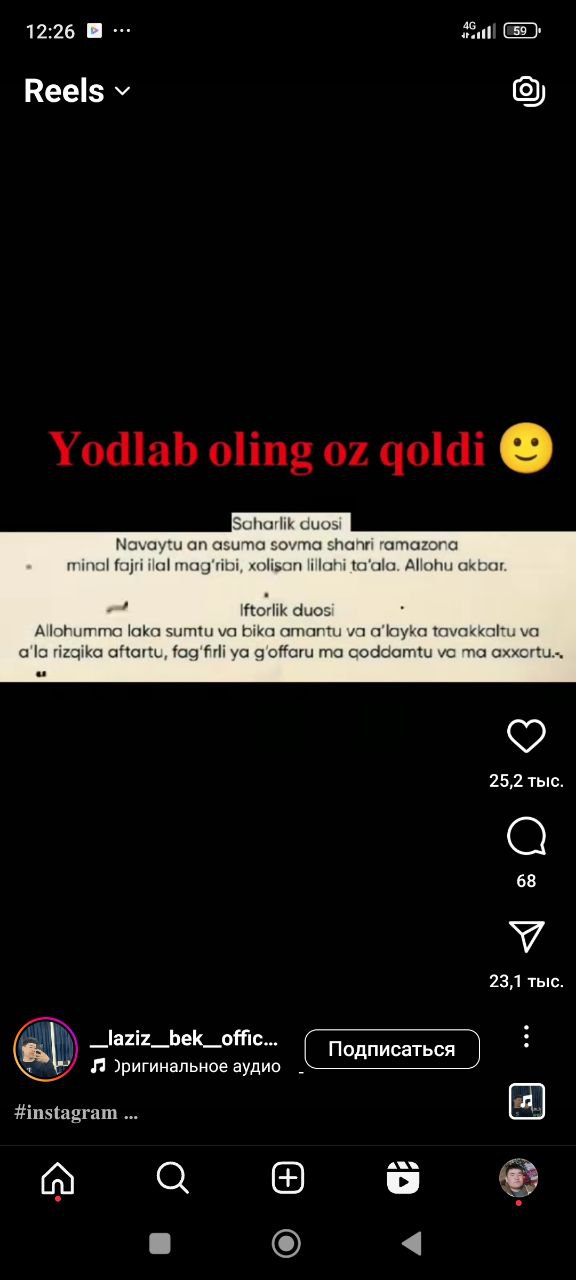 12:26
4G
59
Reels
Yodlab oling oz qoldi 🙂
Saharlik duosi
Navaytu an asuma sovma shahri ramazona
minal fajri ilal mag'ribi, xolisan lillahi ta'ala. Allohu akbar.
Iftorlik duosi
Allohumma laka sumtu va bika amantu va a'layka tavakkaltu va
a'la rizqika aftartu, fag'firli ya g'offaru ma qoddamtu va ma axxortu.
25,2 тыс.
68
23,1 тыс.
__laziz__bek__offic...
Подписаться
Оригинальное аудио
#instagram ...